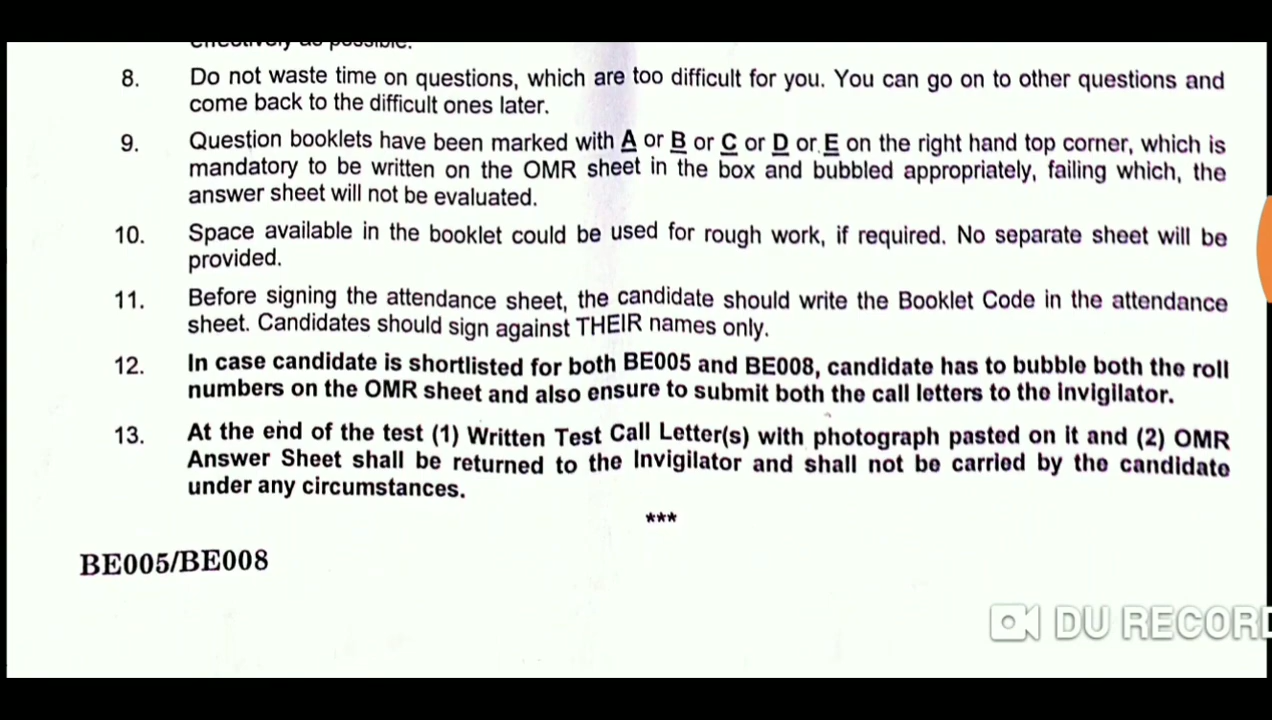 effectively as possible.
8. Do not waste time on questions, which are too difficult for you. You can go on to other questions and
come back to the difficult ones later.
9. Question booklets have been marked with A or B or C or D or E on the right hand top corner, which is
mandatory to be written on the OMR sheet in the box and bubbled appropriately, failing which, the
answer sheet will not be evaluated.
10. Space available in the booklet could be used for rough work, if required. No separate sheet will be
provided.
11. Before signing the attendance sheet, the candidate should write the Booklet Code in the attendance
sheet. Candidates should sign against THEIR names only.
12. In case candidate is shortlisted for both BE005 and BE008, candidate has to bubble both the roll
numbers on the OMR sheet and also ensure to submit both the call letters to the invigilator.
13. At the end of the test (1) Written Test Call Letter(s) with photograph pasted on it and (2) OMR
Answer Sheet shall be returned to the Invigilator and shall not be carried by the candidate
under any circumstances.
***
BE005/BE008
DU RECORD